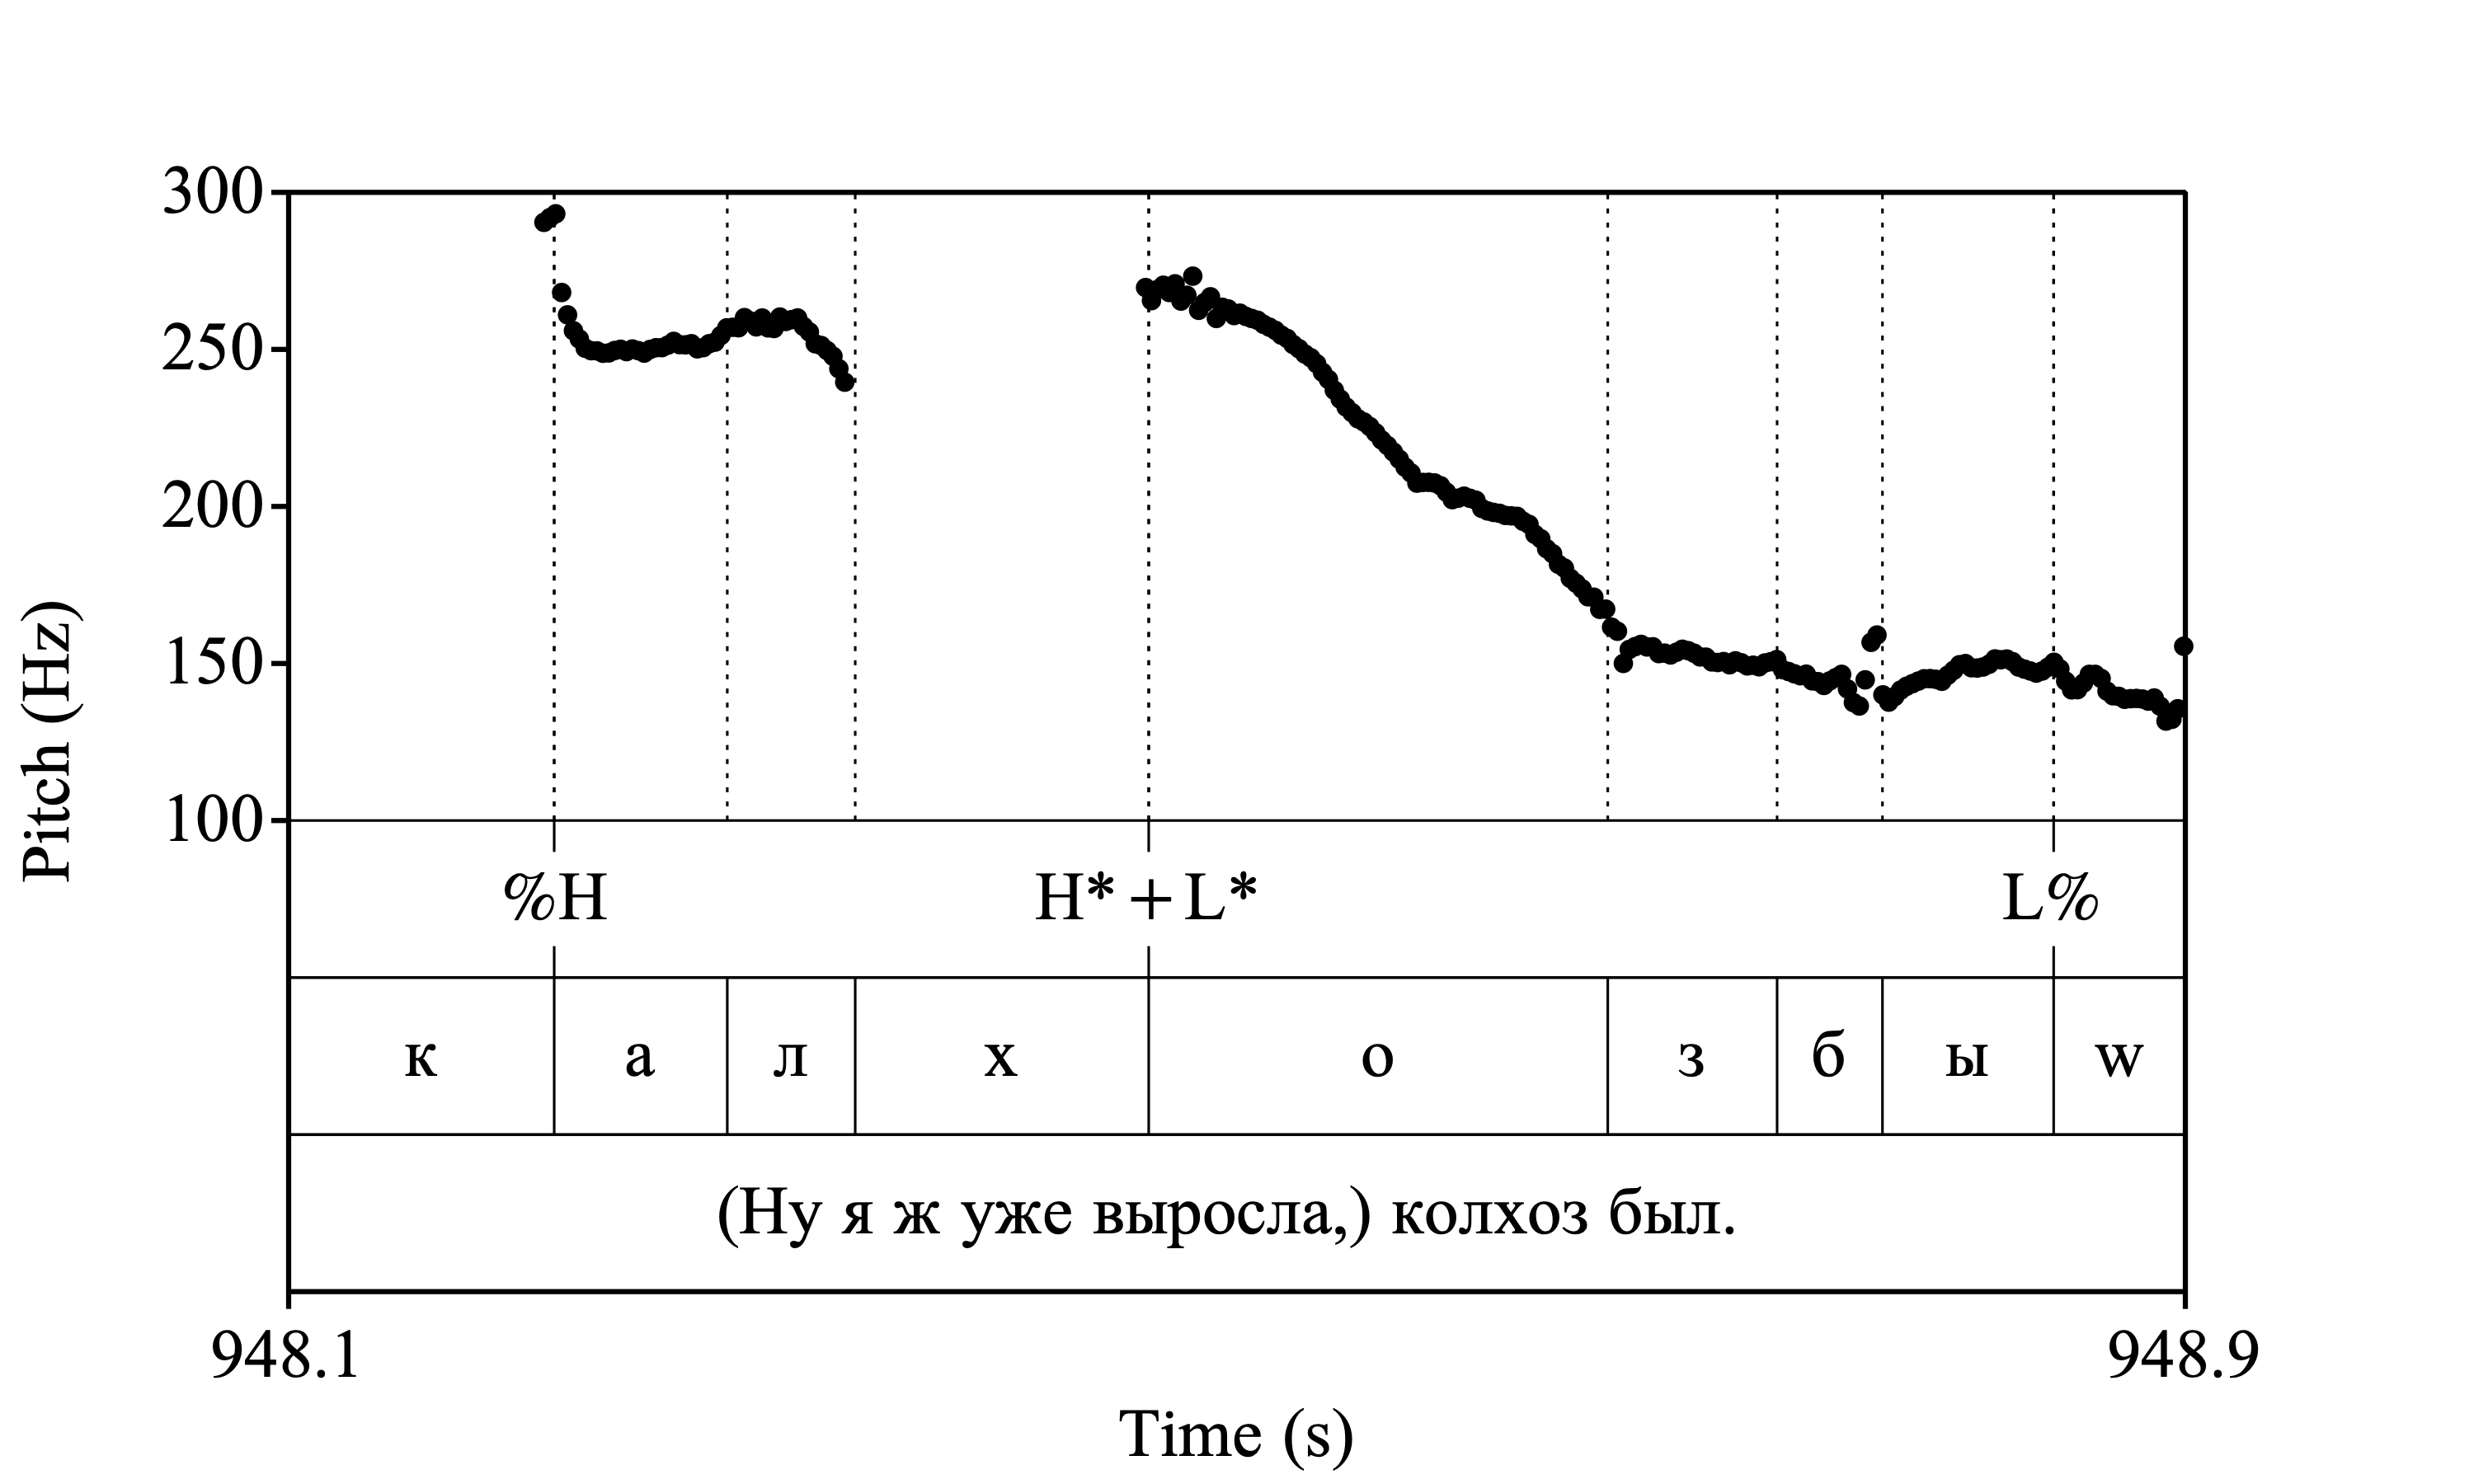 300
250
200
150
100
Pitch (Hz)
%H H*+L* L%
к а л х о з б ы w
(Ну я ж уже выросла,) колхоз был.
948.1 948.9
Time (s)